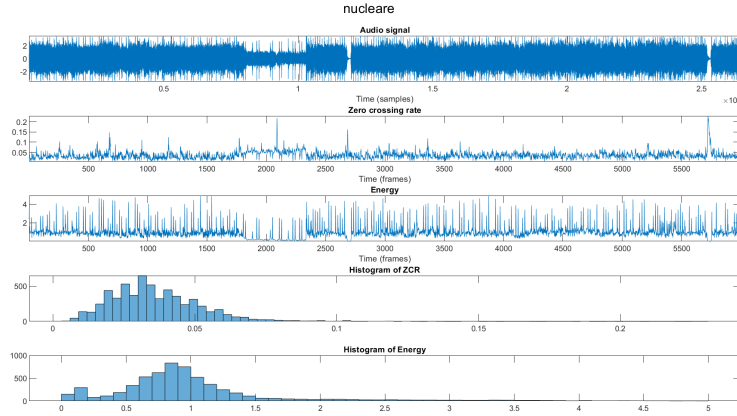 nucleare
Audio signal
2
0
-2
0.5 1 1.5 2 2.5
Time (samples) ×10
Zero crossing rate
0.2
0.15
0.1
0.05
500 1000 1500 2000 2500 3000 3500 4000 4500 5000 5500
Time (frames)
Energy
4
2
500 1000 1500 2000 2500 3000 3500 4000 4500 5000 5500
Time (frames)
Histogram of ZCR
500
0
0 0.05 0.1 0.15 0.2
Histogram of Energy
1000
500
0
0 0.5 1 1.5 2 2.5 3 3.5 4 4.5 5